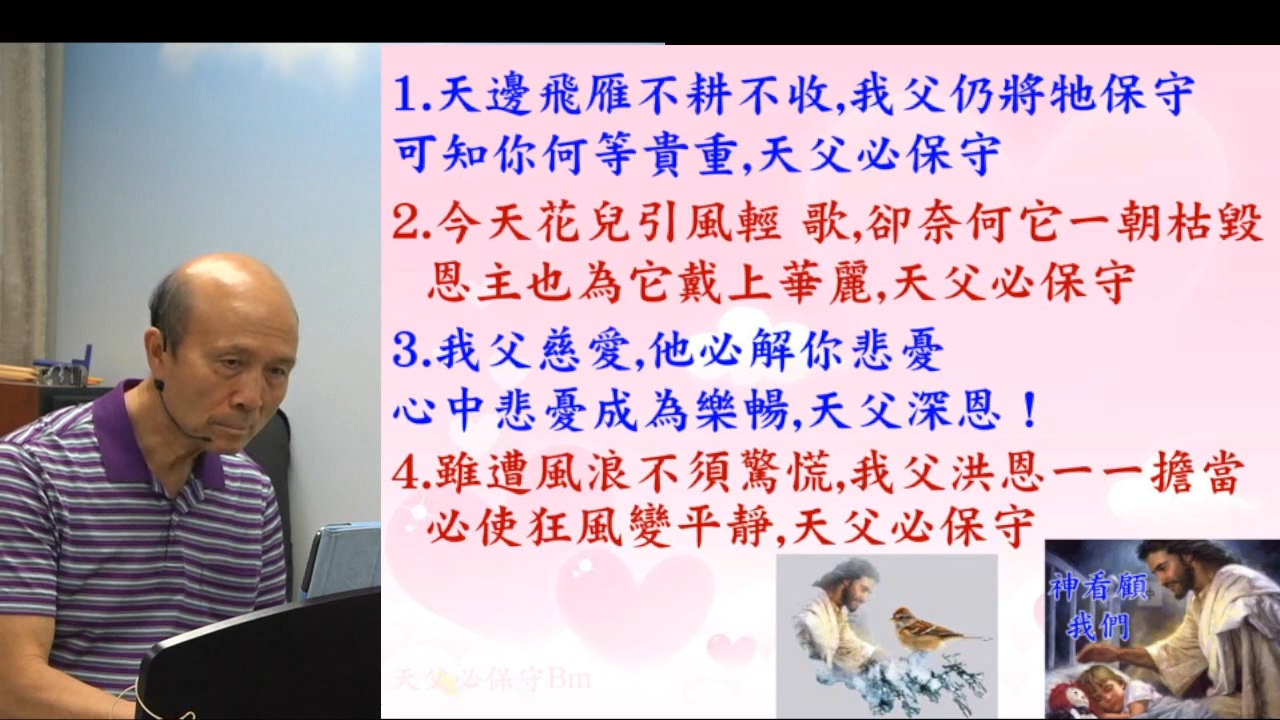 1.天邊飛雁不耕不收,我父仍將牠保守
可知你何等貴重,天父必保守
2.今天花兒引風輕 歌,卻奈何它一朝枯毀
恩主也為它戴上華麗,天父必保守
3.我父慈愛,他必解你悲憂
心中悲憂成為樂暢,天父深恩！
4.雖遭風浪不須驚慌,我父洪恩一一擔當
必使狂風變平靜,天父必保守
神看顧
我們
天父必保守Bm